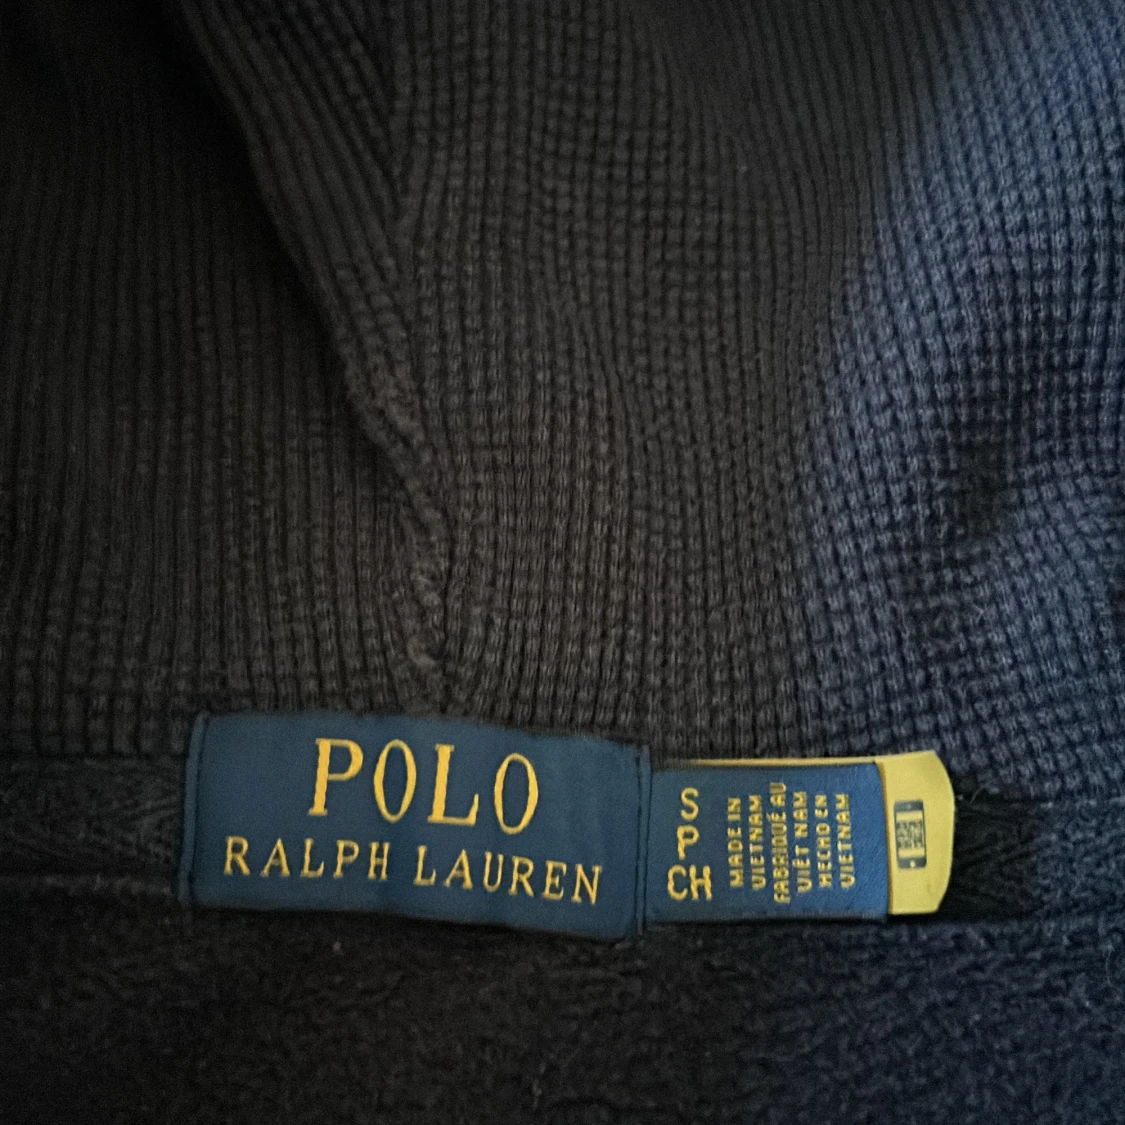 POLO
RALPH LAUREN
S
P
CH
MADE IN
VIETNAM
FABRIQUÉ AU
VIÊT NAM
HECHO EN
VIETNAM